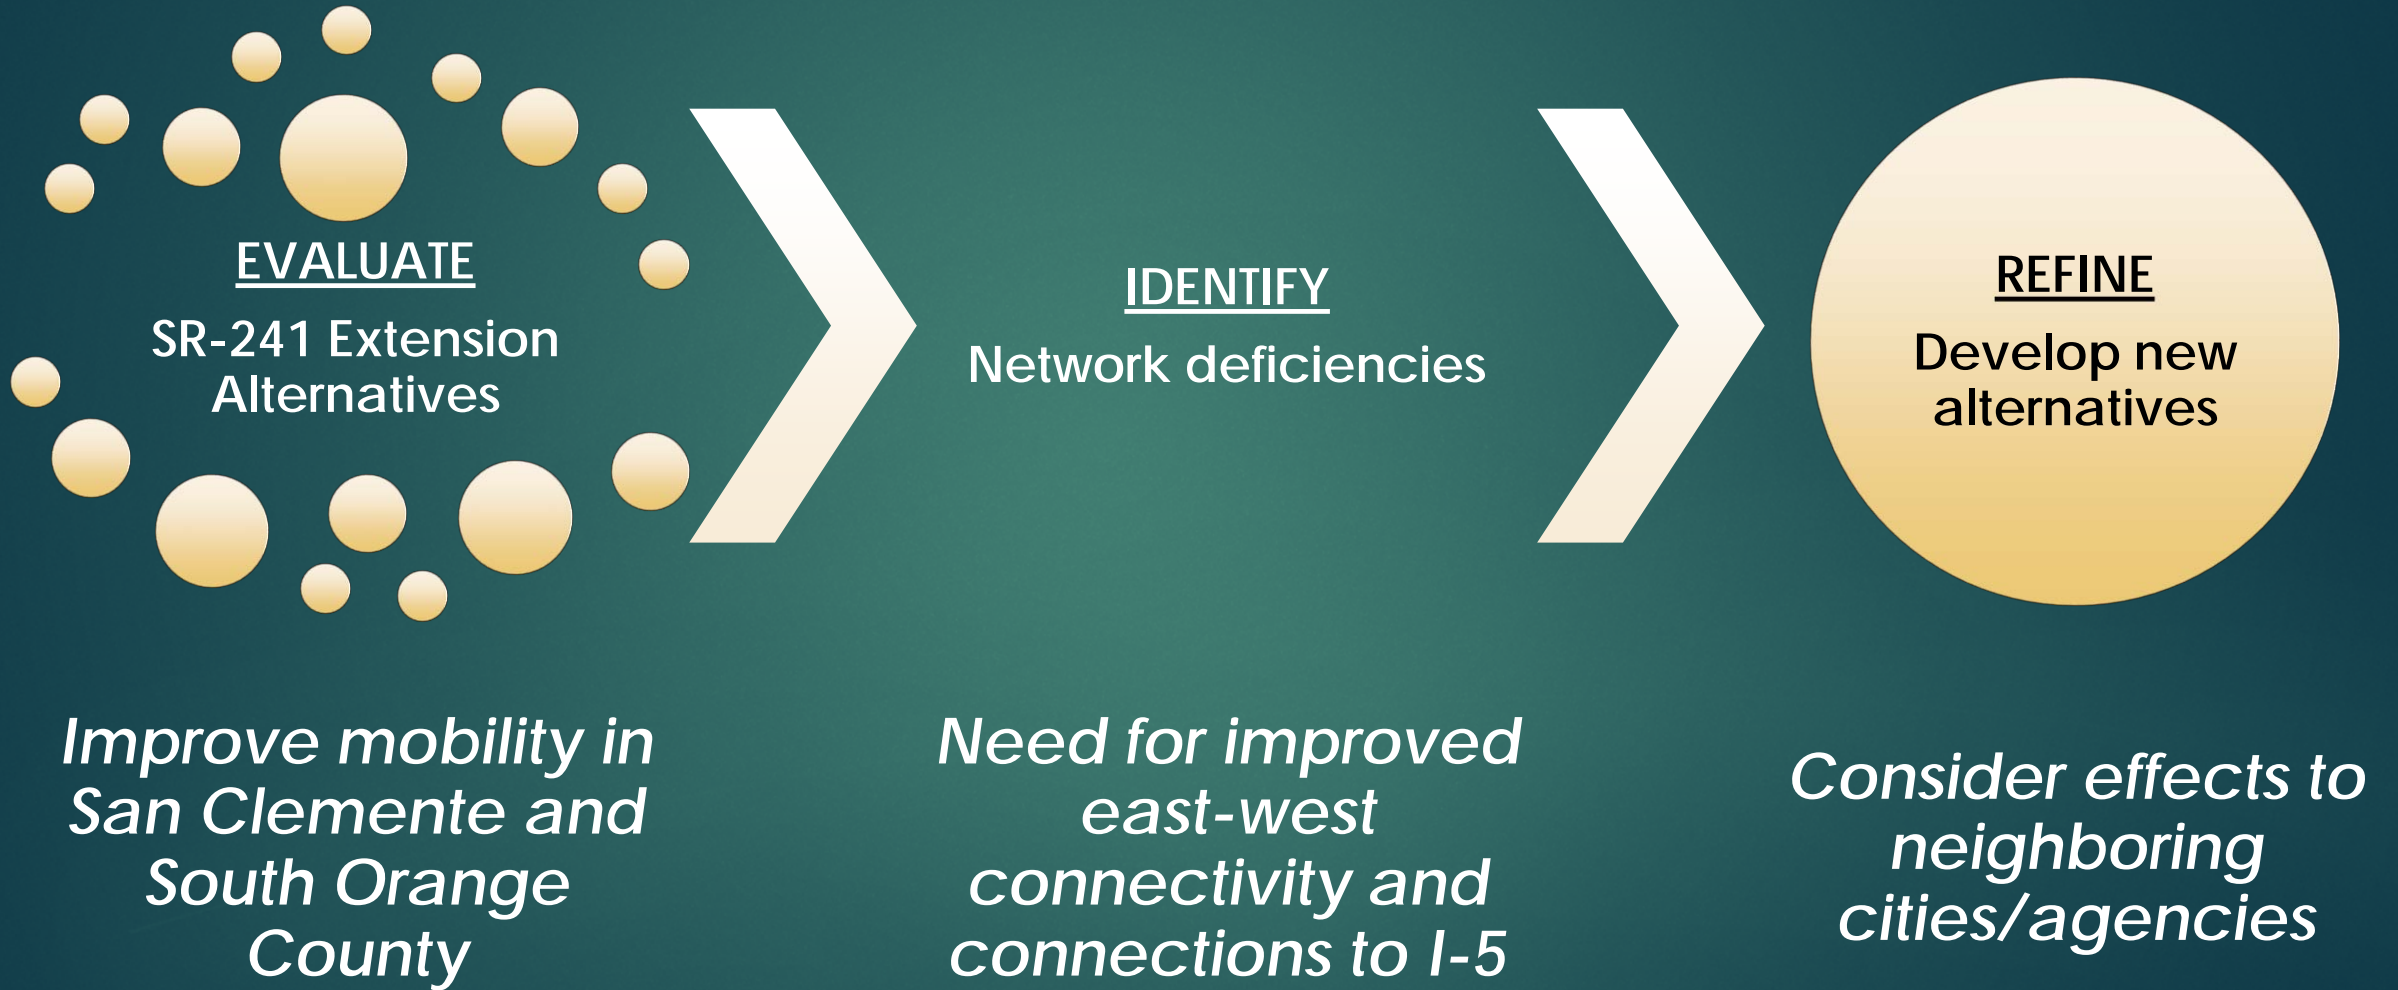 EVALUATE
SR-241 Extension
Alternatives
IDENTIFY
Network deficiencies
REFINE
Develop new
alternatives
Improve mobility in
San Clemente and
South Orange
County
Need for improved
east-west
connectivity and
connections to I-5
Consider effects to
neighboring
cities/agencies